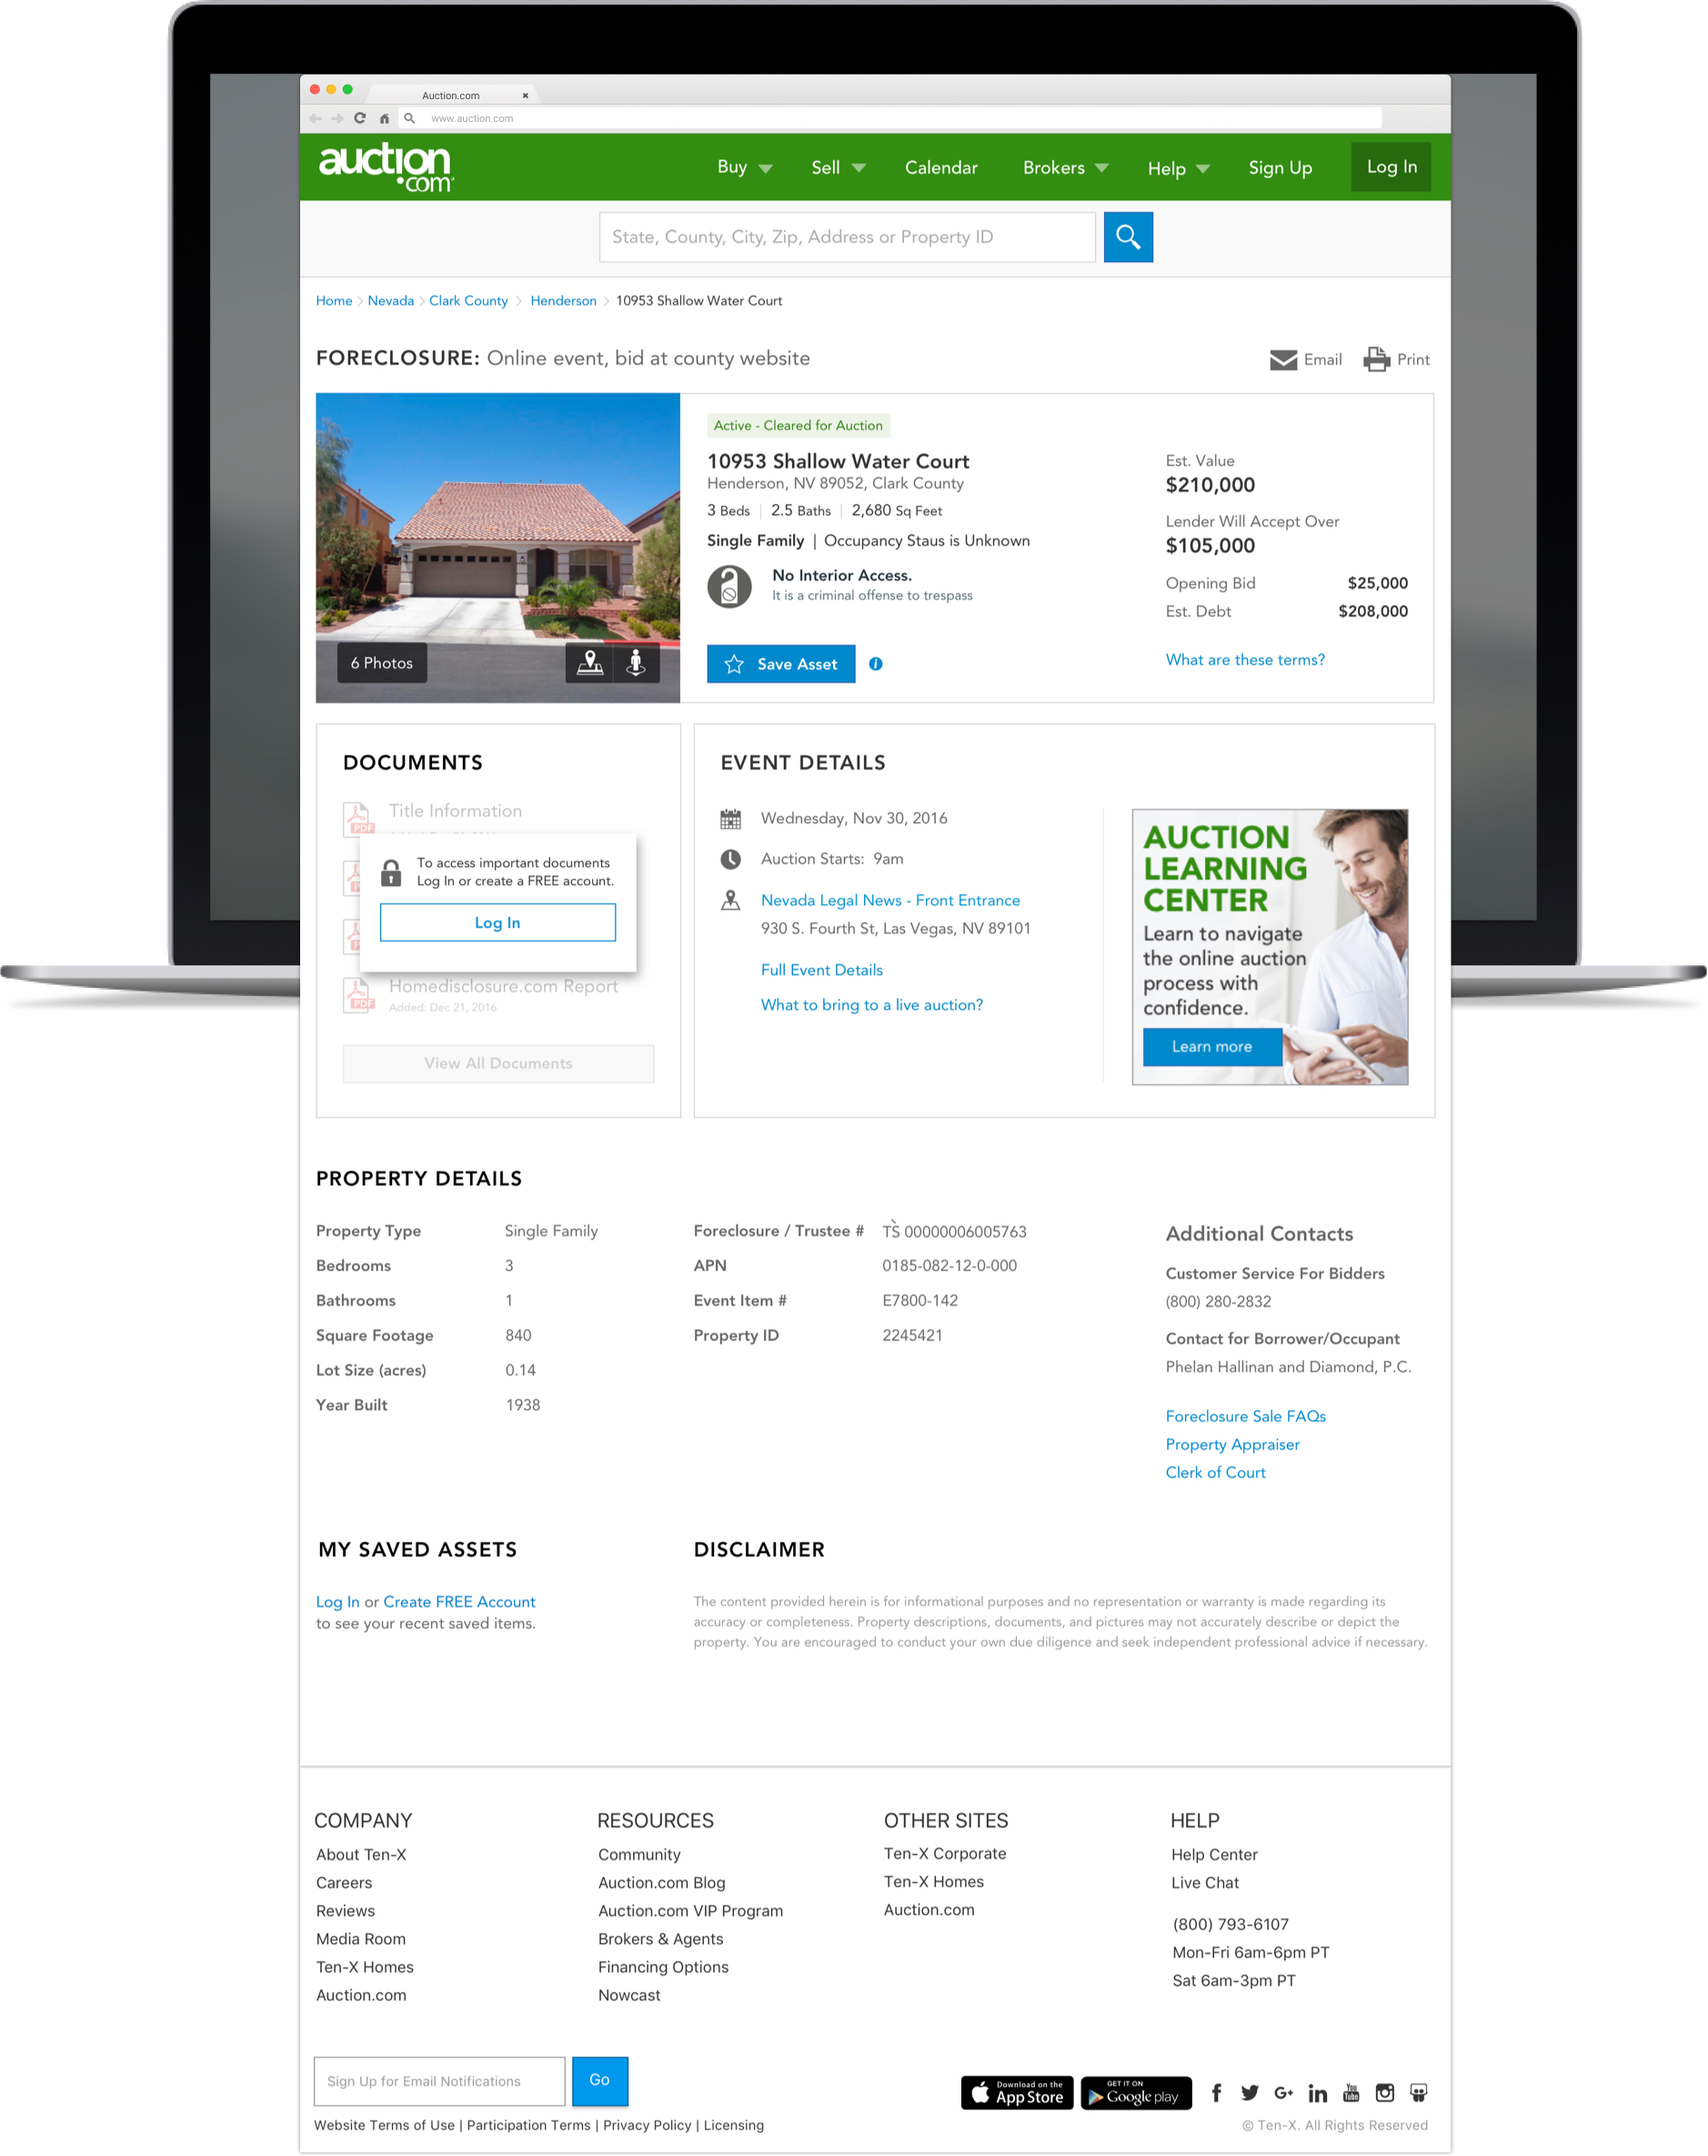 Auction.com
www.auction.com
auction.com
Buy Sell Calendar Brokers Help Sign Up Log In
State, County, City, Zip, Address or Property ID
Home > Nevada > Clark County > Henderson > 10953 Shallow Water Court
FORECLOSURE: Online event, bid at county website
Email Print
6 Photos
Active - Cleared for Auction
10953 Shallow Water Court
Henderson, NV 89052, Clark County
3 Beds | 2.5 Baths | 2,680 Sq Feet
Single Family | Occupancy Staus is Unknown
No Interior Access.
It is a criminal offense to trespass
Save Asset
Est. Value
$210,000
Lender Will Accept Over
$105,000
Opening Bid $25,000
Est. Debt $208,000
What are these terms?
DOCUMENTS
PDF Title Information
To access important documents
Log In or create a FREE account.
Log In
PDF Homedisclosure.com Report
Added: Dec 21, 2016
View All Documents
EVENT DETAILS
Wednesday, Nov 30, 2016
Auction Starts: 9am
Nevada Legal News - Front Entrance
930 S. Fourth St, Las Vegas, NV 89101
Full Event Details
What to bring to a live auction?
AUCTION
LEARNING
CENTER
Learn to navigate
the online auction
process with
confidence.
Learn more
PROPERTY DETAILS
Property Type Single Family
Bedrooms 3
Bathrooms 1
Square Footage 840
Lot Size (acres) 0.14
Year Built 1938
Foreclosure / Trustee # TS 00000006005763
APN 0185-082-12-0-000
Event Item # E7800-142
Property ID 2245421
Additional Contacts
Customer Service For Bidders
(800) 280-2832
Contact for Borrower/Occupant
Phelan Hallinan and Diamond, P.C.
Foreclosure Sale FAQs
Property Appraiser
Clerk of Court
MY SAVED ASSETS
Log In or Create FREE Account
to see your recent saved items.
DISCLAIMER
The content provided herein is for informational purposes and no representation or warranty is made regarding its
accuracy or completeness. Property descriptions, documents, and pictures may not accurately describe or depict the
property. You are encouraged to conduct your own due diligence and seek independent professional advice if necessary.
COMPANY
About Ten-X
Careers
Reviews
Media Room
Ten-X Homes
Auction.com
RESOURCES
Community
Auction.com Blog
Auction.com VIP Program
Brokers & Agents
Financing Options
Nowcast
OTHER SITES
Ten-X Corporate
Ten-X Homes
Auction.com
HELP
Help Center
Live Chat
(800) 793-6107
Mon-Fri 6am-6pm PT
Sat 6am-3pm PT
Sign Up for Email Notifications
Go
Download on the
App Store
GET IT ON
Google play
You
Tube
Website Terms of Use | Participation Terms | Privacy Policy | Licensing
© Ten-X. All Rights Reserved